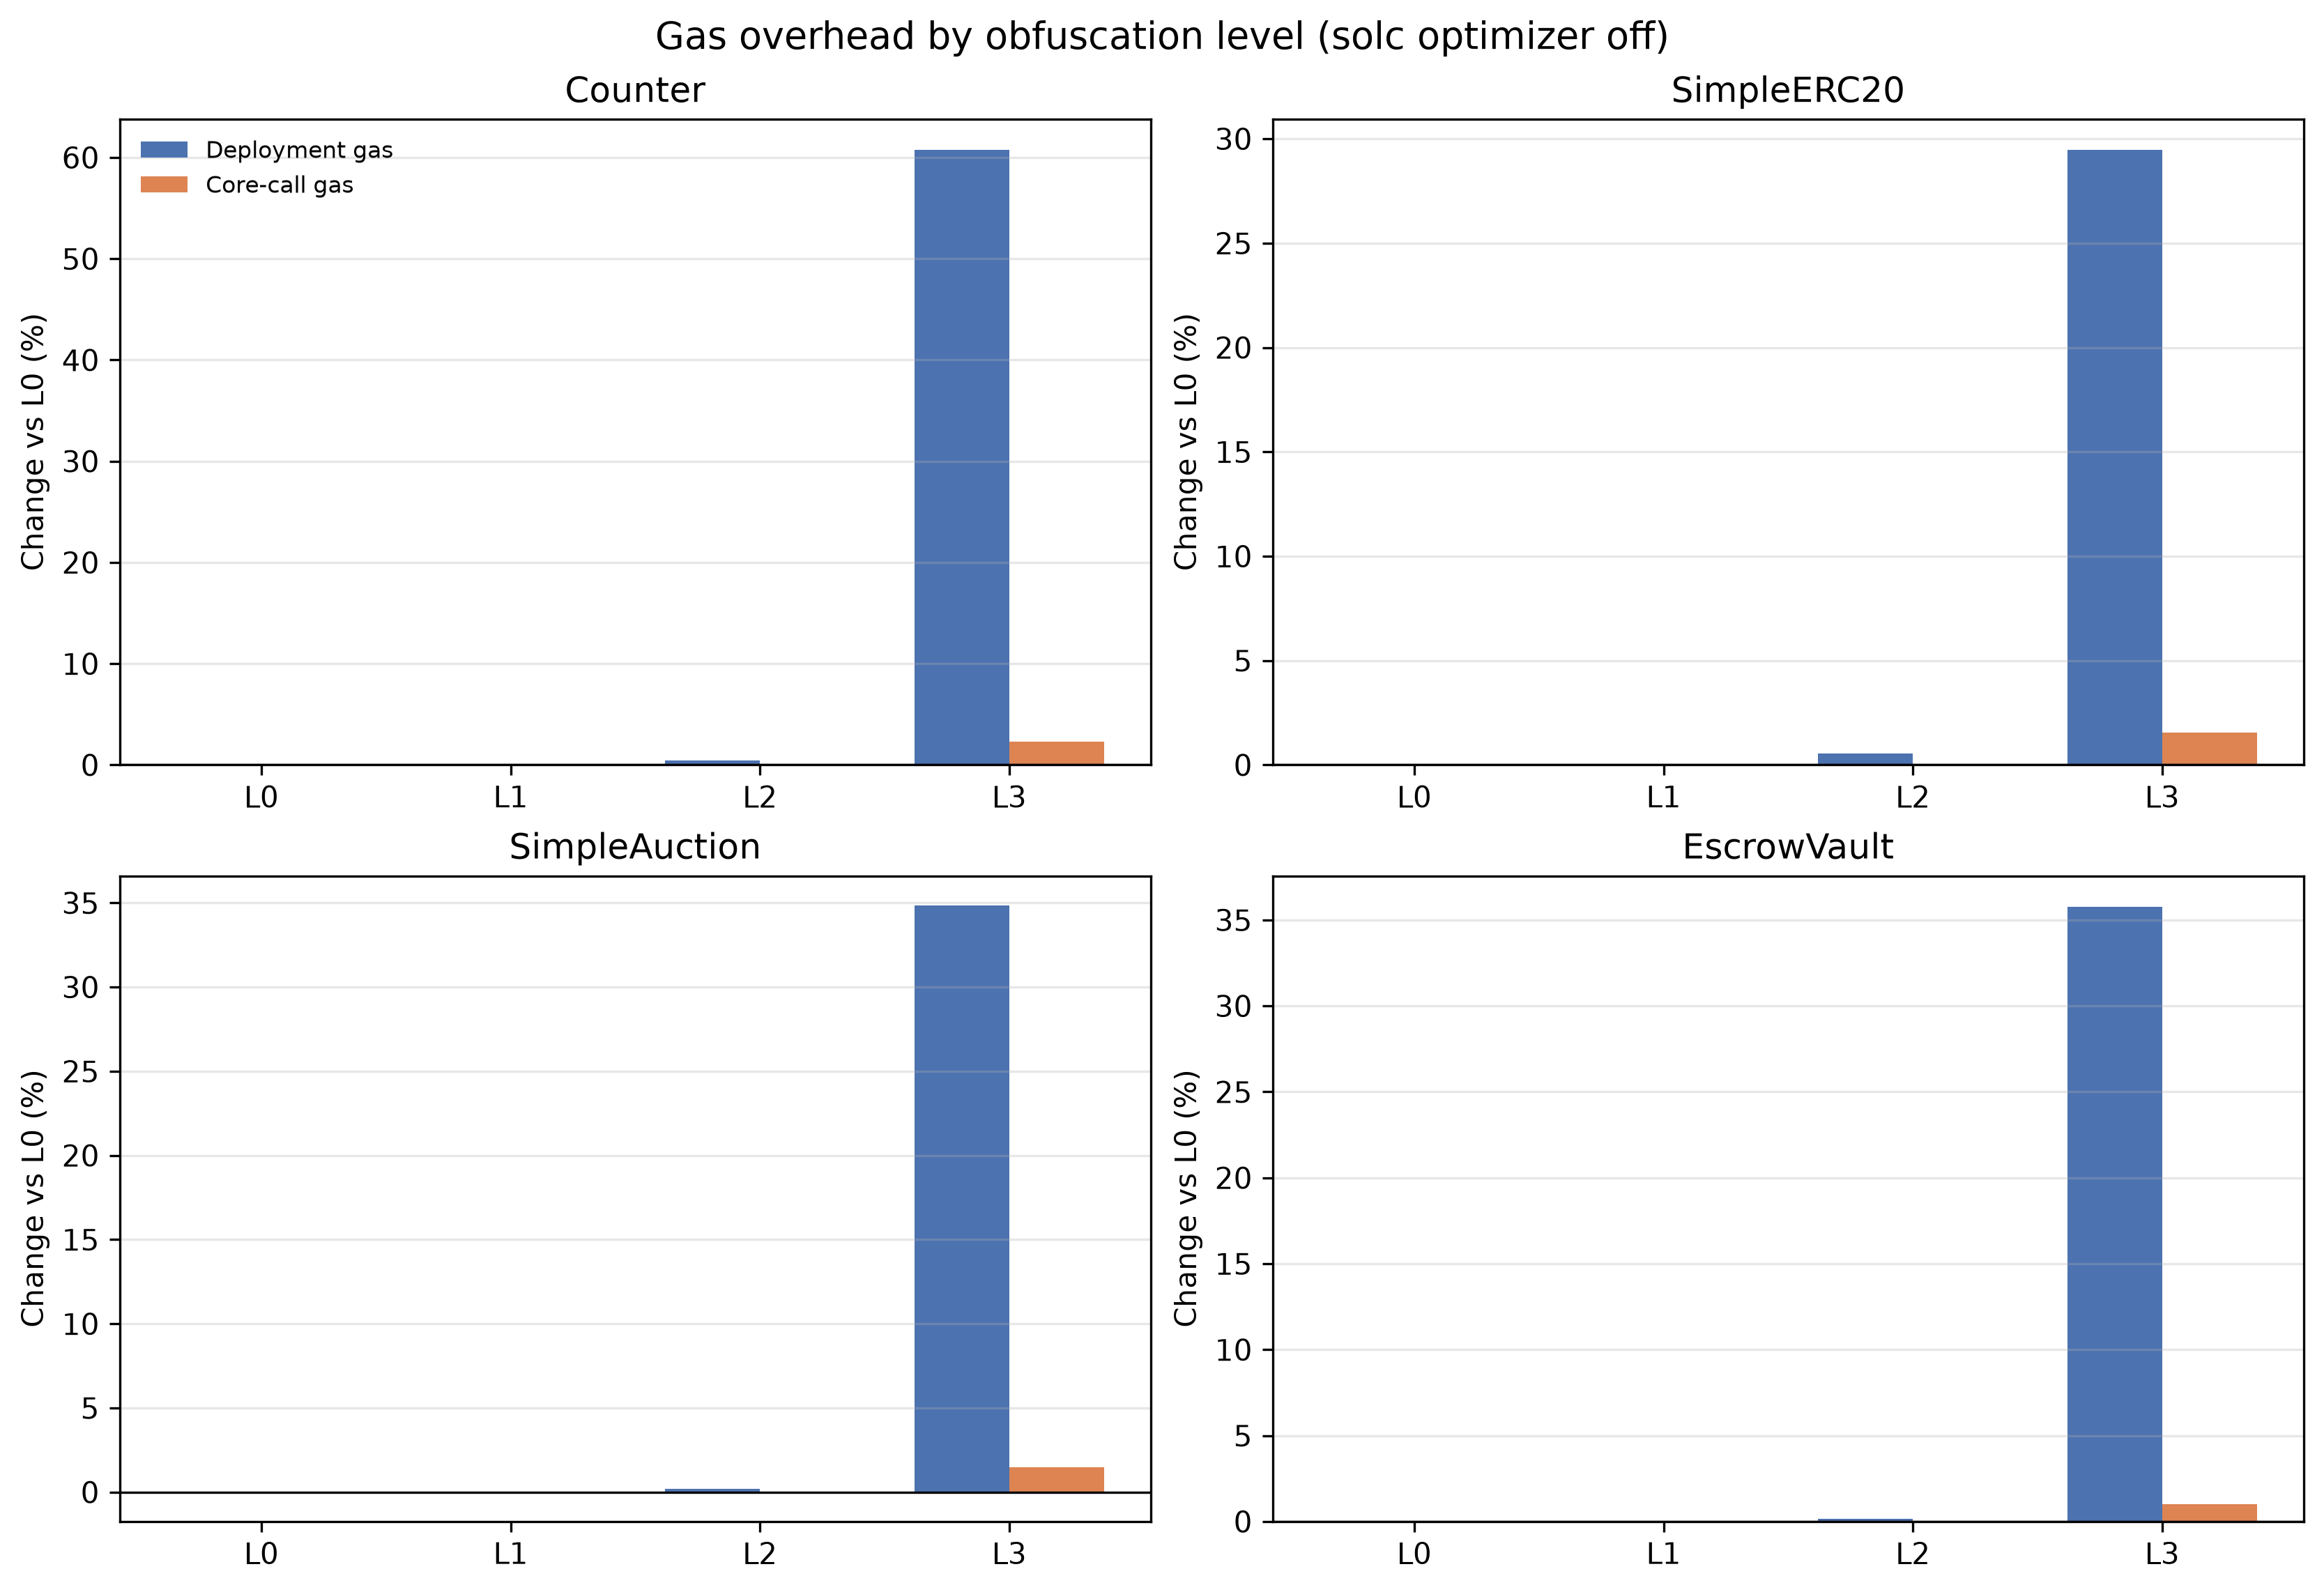 Gas overhead by obfuscation level (solc optimizer off)
Counter
Deployment gas
Core-call gas
Change vs L0 (%)
60
50
40
30
20
10
0
L0 L1 L2 L3
SimpleERC20
Change vs L0 (%)
30
25
20
15
10
5
0
L0 L1 L2 L3
SimpleAuction
Change vs L0 (%)
35
30
25
20
15
10
5
0
L0 L1 L2 L3
EscrowVault
Change vs L0 (%)
35
30
25
20
15
10
5
0
L0 L1 L2 L3